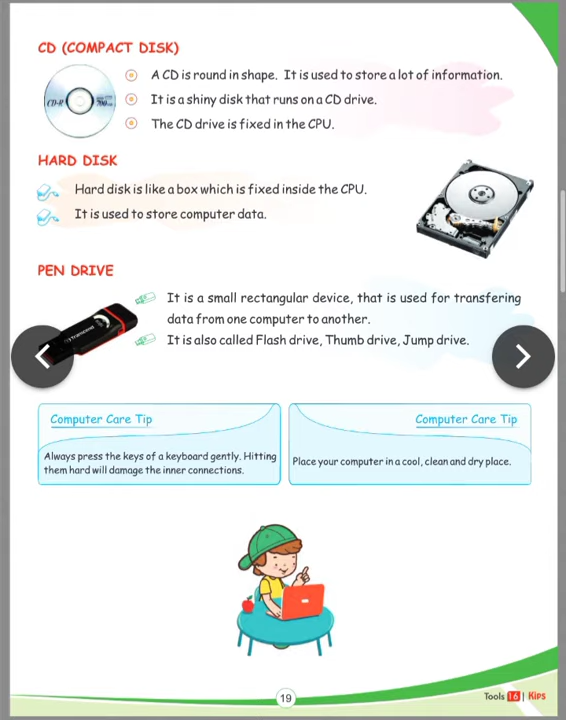 CD (COMPACT DISK)
A CD is round in shape. It is used to store a lot of information.
CD-R
700
It is a shiny disk that runs on a CD drive.
The CD drive is fixed in the CPU.
HARD DISK
Hard disk is like a box which is fixed inside the CPU.
It is used to store computer data.
PEN DRIVE
It is a small rectangular device, that is used for transfering
data from one computer to another.
Transcend
It is also called Flash drive, Thumb drive, Jump drive.
Computer Care Tip
Always press the keys of a keyboard gently. Hitting
them hard will damage the inner connections.
Computer Care Tip
Place your computer in a cool, clean and dry place.
19
Tools 16 | Kips